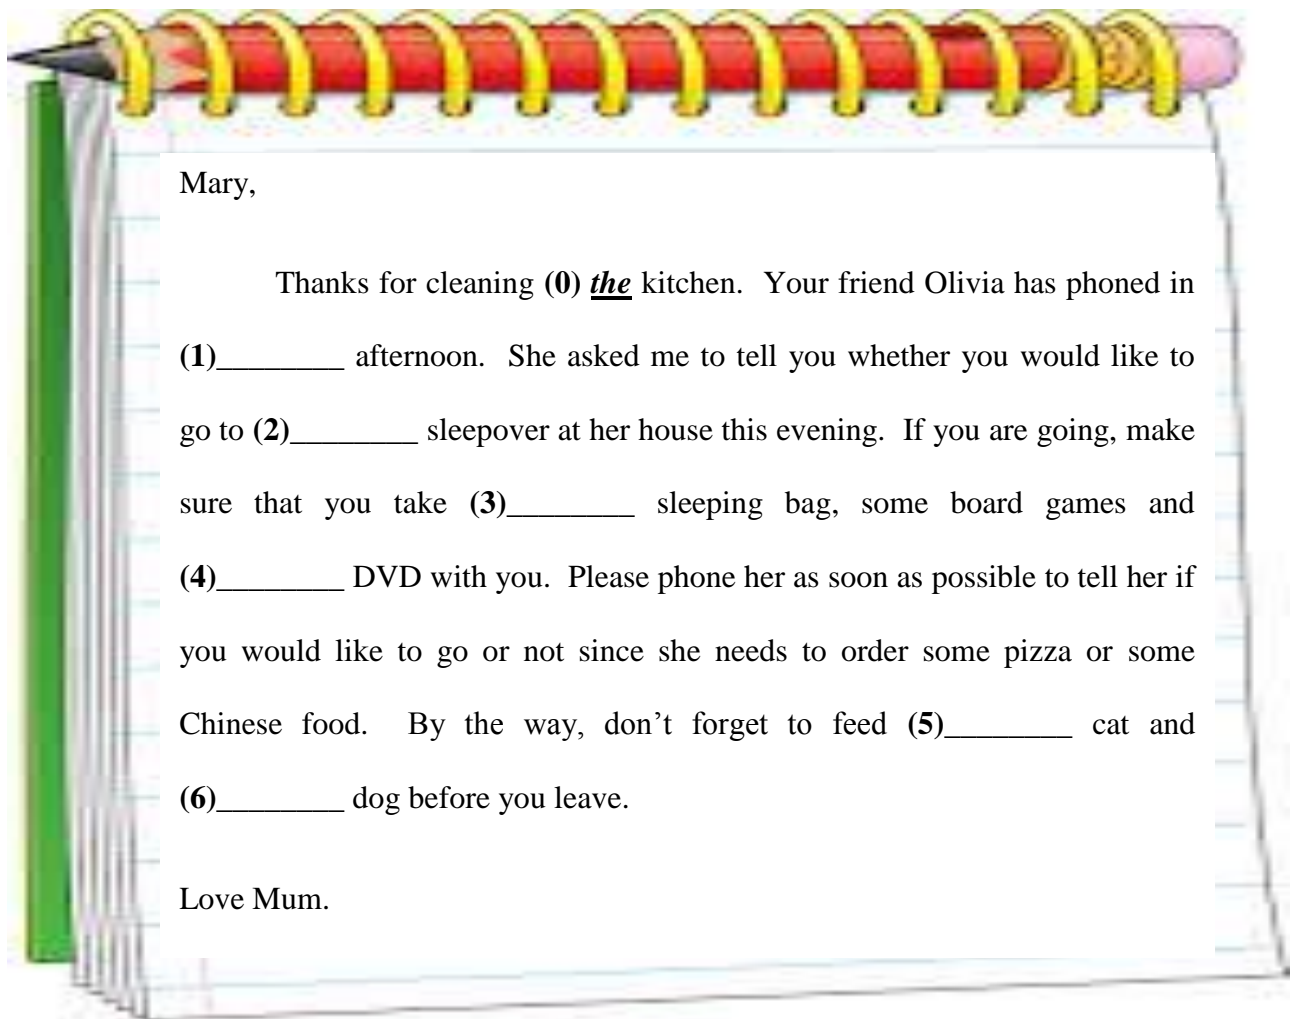 Mary,
Thanks for cleaning (0) the kitchen. Your friend Olivia has phoned in
(1)________ afternoon. She asked me to tell you whether you would like to
go to (2)________ sleepover at her house this evening. If you are going, make
sure that you take (3)________ sleeping bag, some board games and
(4)________ DVD with you. Please phone her as soon as possible to tell her if
you would like to go or not since she needs to order some pizza or some
Chinese food. By the way, don’t forget to feed (5)________ cat and
(6)________ dog before you leave.
Love Mum.